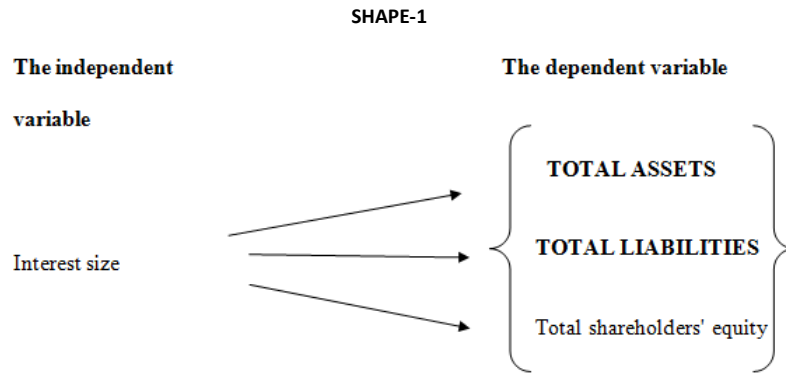 SHAPE-1
The independent
variable
The dependent variable
TOTAL ASSETS
Interest size
TOTAL LIABILITIES
Total shareholders' equity